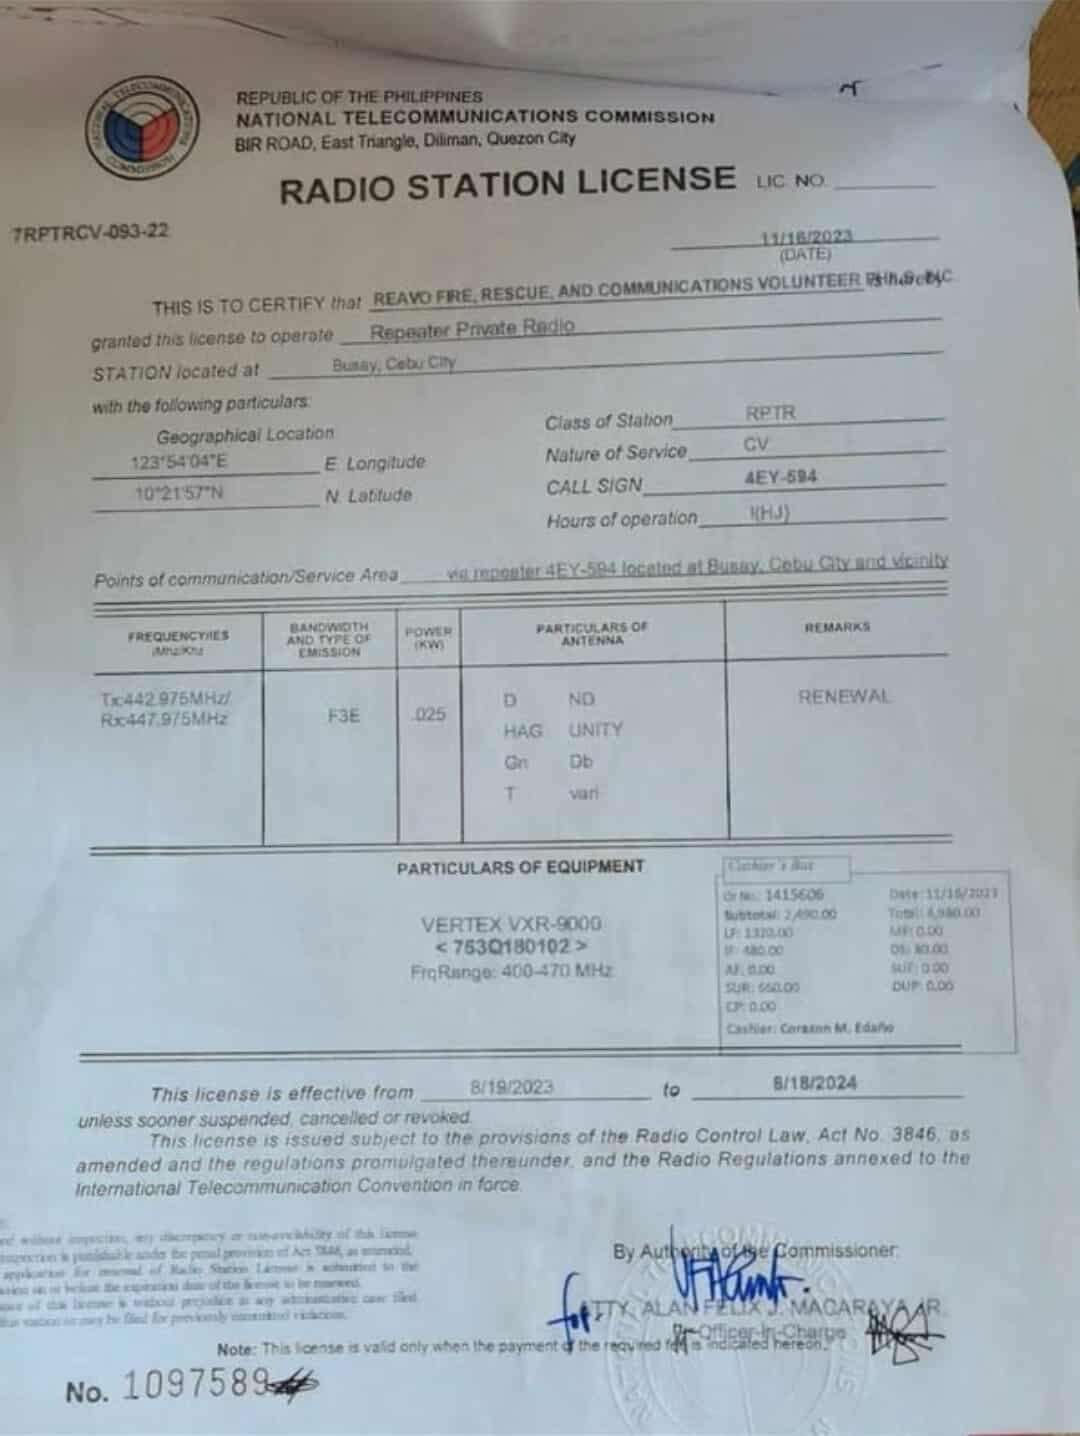 REPUBLIC OF THE PHILIPPINES
NATIONAL TELECOMMUNICATIONS COMMISSION
BIR ROAD, East Triangle, Diliman, Quezon City
RADIO STATION LICENSE LIC. NO.
7RPTRCV-093-22
11/16/2023
(DATE)
THIS IS TO CERTIFY that REAVO FIRE, RESCUE, AND COMMUNICATIONS VOLUNTEER
granted this license to operate Repeater Private Radio
STATION located at Busay, Cebu City
with the following particulars:
Geographical Location
123°54'04"E E. Longitude
10°21'57"N N. Latitude
Class of Station RPTR
Nature of Service CV
CALL SIGN 4EY-594
Hours of operation I(HJ)
Points of communication/Service Area via repeater 4EY-594 located at Busay, Cebu City and vicinity
FREQUENCY/IES
(Mhz/Khz
BANDWIDTH
AND TYPE OF
EMISSION
POWER
(KW)
PARTICULARS OF
ANTENNA
REMARKS
Tx:442.975MHz/
Rx:447.975MHz
F3E
.025
D ND
HAG UNITY
Gn Db
T vari
RENEWAL
PARTICULARS OF EQUIPMENT
VERTEX VXR-9000
< 753Q180102 >
FrqRange: 400-470 MHz
Cashier's
Or No.: 1415606 Date:11/16/2023
Subtotal: 2,490.00 Total: 4,980.00
LF: 1320.00 MF: 0.00
IF: 480.00 DS: 30.00
AF: 0.00 SUF: 0.00
SUR: 660.00 DUP: 0.00
CP: 0.00
Cashier: Corazon M. Edaño
This license is effective from 8/19/2023 to 8/18/2024
unless sooner suspended, cancelled or revoked.
This license is issued subject to the provisions of the Radio Control Law, Act No. 3846, as
amended and the regulations promulgated thereunder, and the Radio Regulations annexed to the
International Telecommunication Convention in force.
without inspection, any discrepancy or non-availability of this license
inspection is punishable under the penal provision of Act 3846, as amended,
application for renewal of Radio Station License is submitted to the
on or before the expiration date of the license to be renewed.
of this license is without prejudice to any administrative case filed
this station or may be filed for previously committed violations.
By Authority of the Commissioner:
for: ATTY. ALAN FELIX J. MACARAYA JR.
Officer-In-Charge
Note: This license is valid only when the payment of the required fee is indicated hereon.
No. 1097589